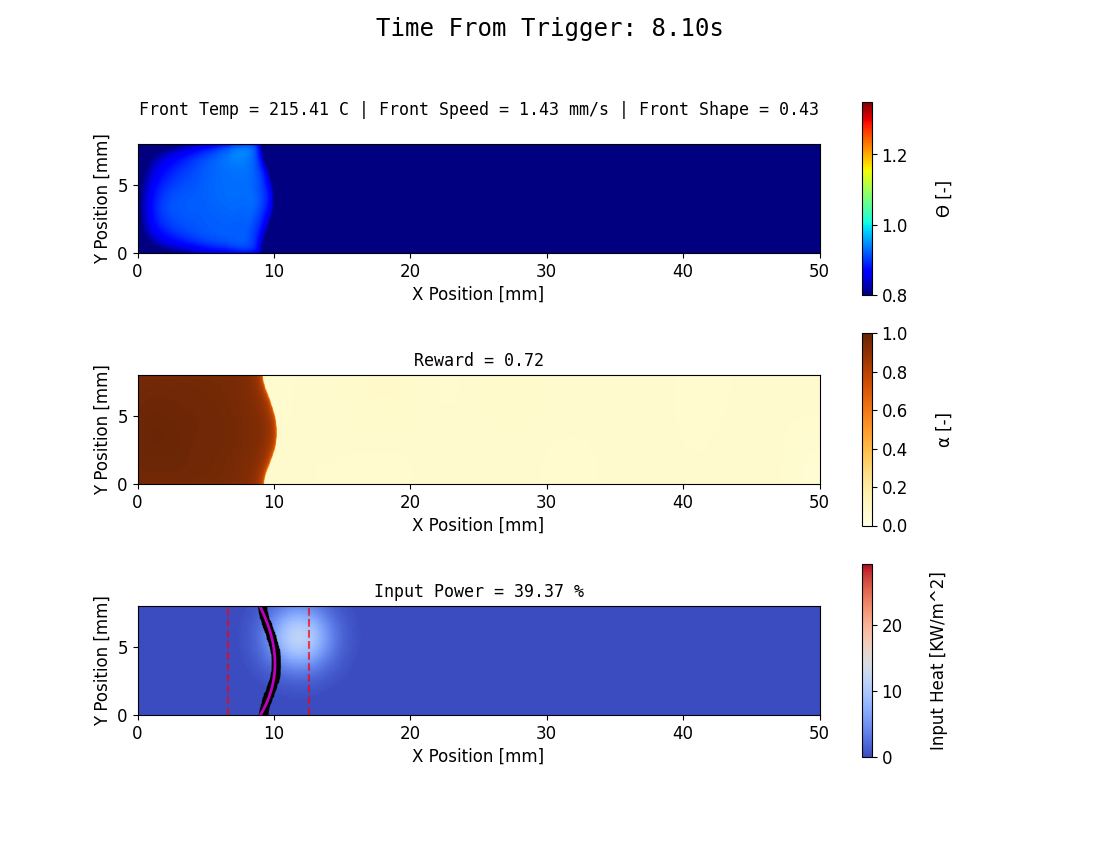 Time From Trigger: 8.10s
Front Temp = 215.41 C | Front Speed = 1.43 mm/s | Front Shape = 0.43
Y Position [mm]
5
0
0 10 20 30 40 50
X Position [mm]
1.2
1.0
0.8
Θ [-]
Reward = 0.72
Y Position [mm]
5
0
0 10 20 30 40 50
X Position [mm]
1.0
0.8
0.6
0.4
0.2
0.0
α [-]
Input Power = 39.37 %
Y Position [mm]
5
0
0 10 20 30 40 50
X Position [mm]
20
10
0
Input Heat [KW/m^2]